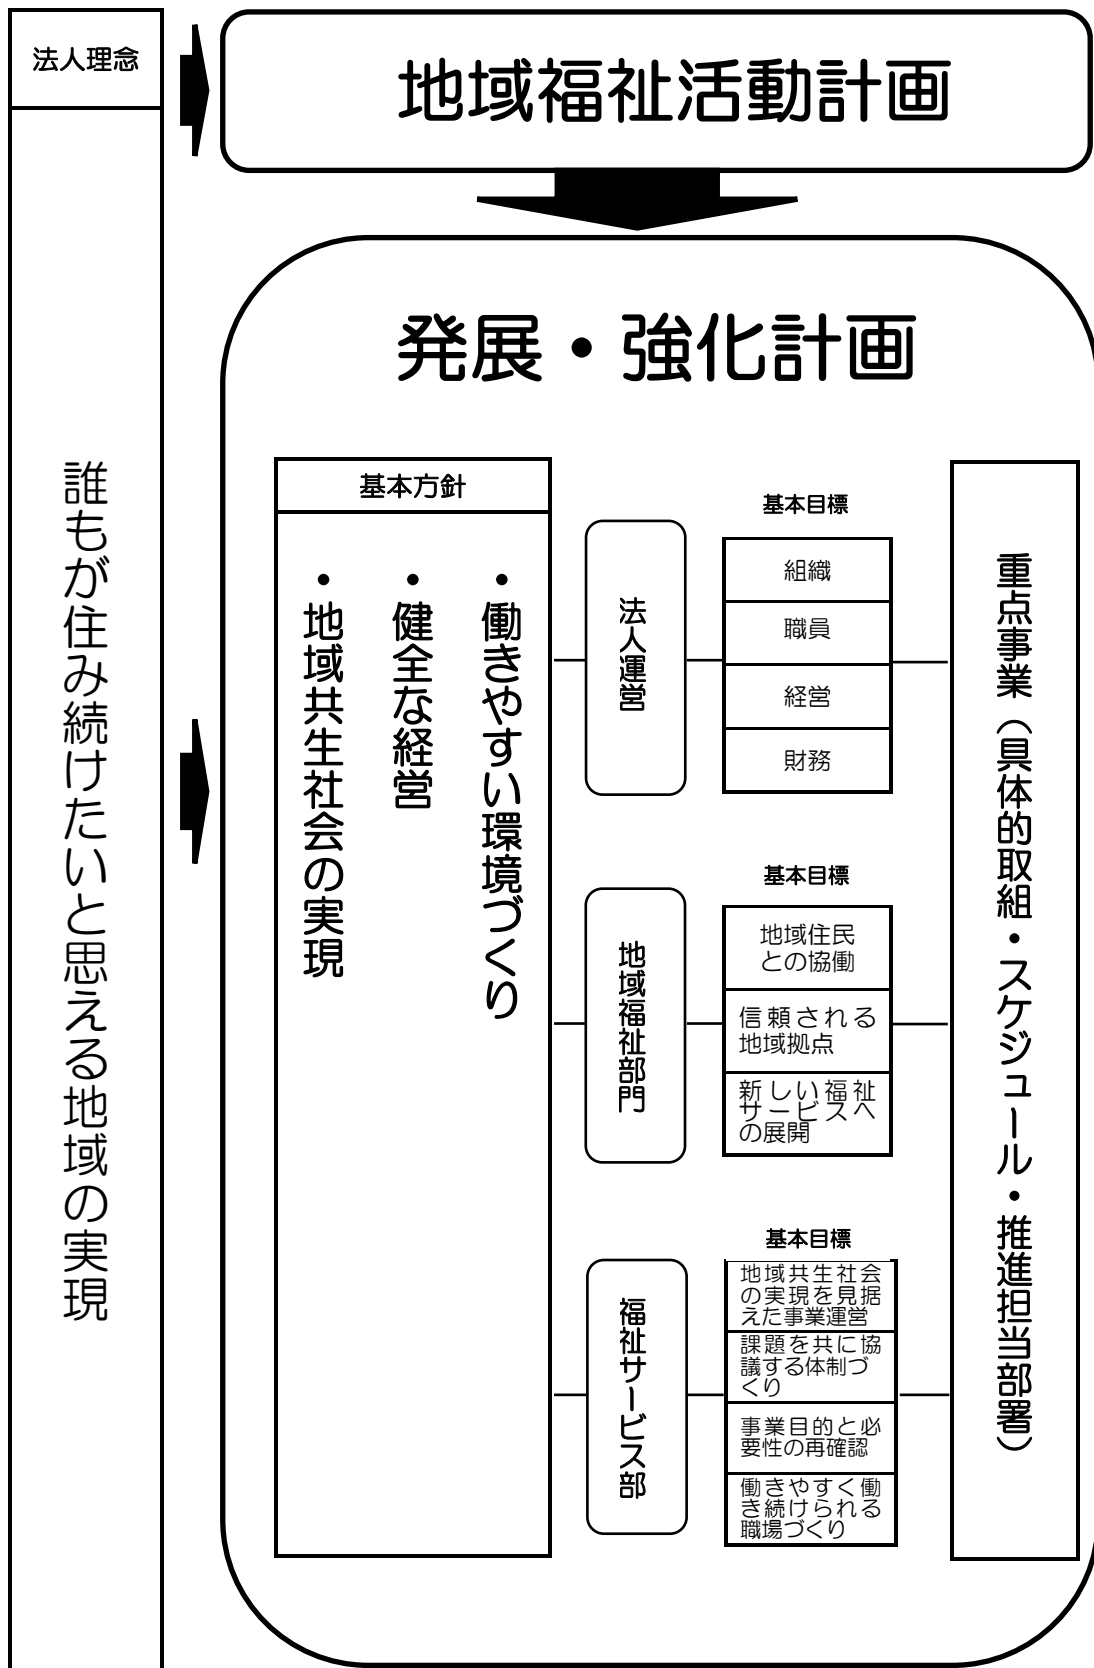 法人理念
誰もが住み続けたいと思える地域の実現
地域福祉活動計画
発展・強化計画
基本方針
・働きやすい環境づくり
・健全な経営
・地域共生社会の実現
法人運営
基本目標
組織
職員
経営
財務
地域福祉部門
基本目標
地域住民
との協働
信頼される
地域拠点
新しい福祉
サービスへ
の展開
福祉サービス部
基本目標
地域共生社会
の実現を見据
えた事業運営
課題を共に協
議する体制づ
くり
事業目的と必
要性の再確認
働きやすく働
き続けられる
職場づくり
重点事業（具体的取組・スケジュール・推進担当部署）